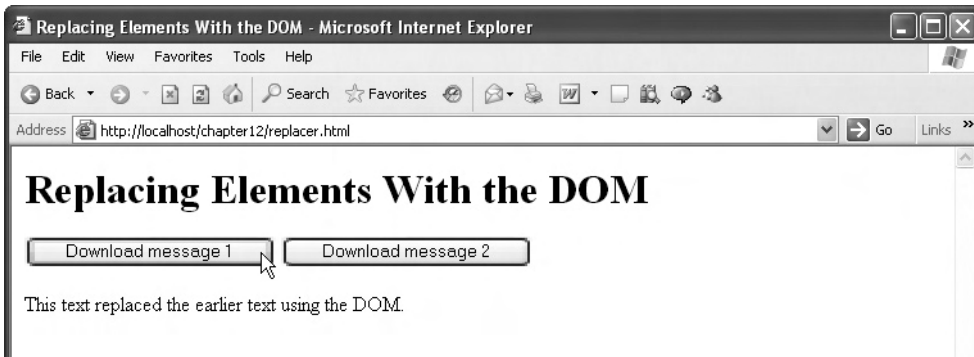 Replacing Elements With the DOM - Microsoft Internet Explorer
File Edit View Favorites Tools Help
Back Search Favorites W
Address http://localhost/chapter12/replacer.html Go Links »
Replacing Elements With the DOM
Download message 1 Download message 2
This text replaced the earlier text using the DOM.